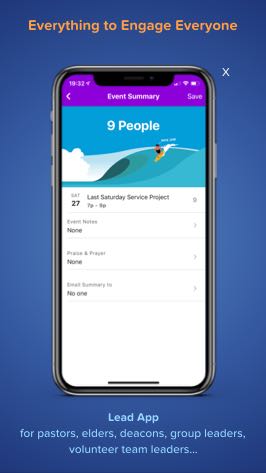 Everything to Engage Everyone
X
19:32
Event Summary
Save
9 People
SAT
27
Last Saturday Service Project
7p - 9p
9
Event Notes
None
Praise & Prayer
None
Email Summary to
No one
Lead App
for pastors, elders, deacons, group leaders,
volunteer team leaders...